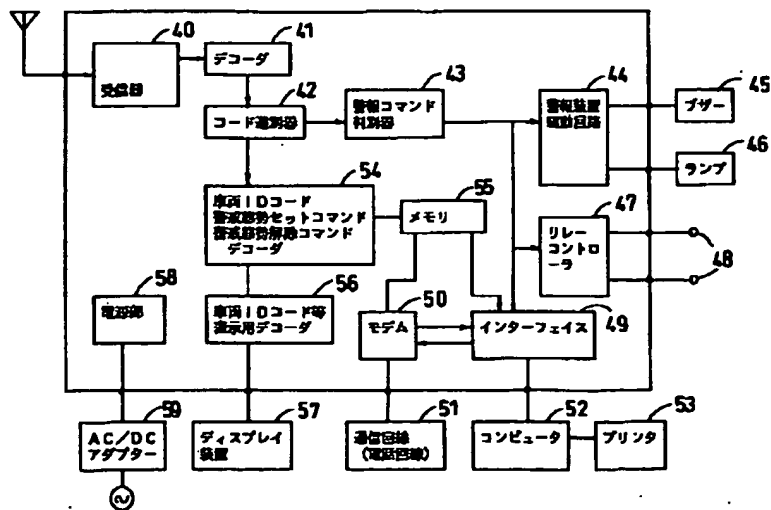 40
受信部
41
デコーダ
42
コード識別器
43
警報コマンド
判別器
44
警報装置
駆動回路
45
ブザー
46
ランプ
54
車両IDコード
警戒態勢セットコマンド
警戒態勢解除コマンド
デコーダ
55
メモリ
47
リレー
コントロ
ーラ
48
58
電源部
56
車両IDコード等
表示用デコーダ
50
モデム
49
インターフェイス
59
AC/DC
アダプター
57
ディスプレイ
装置
51
通信回線
(電話回線)
52
コンピュータ
53
プリンタ